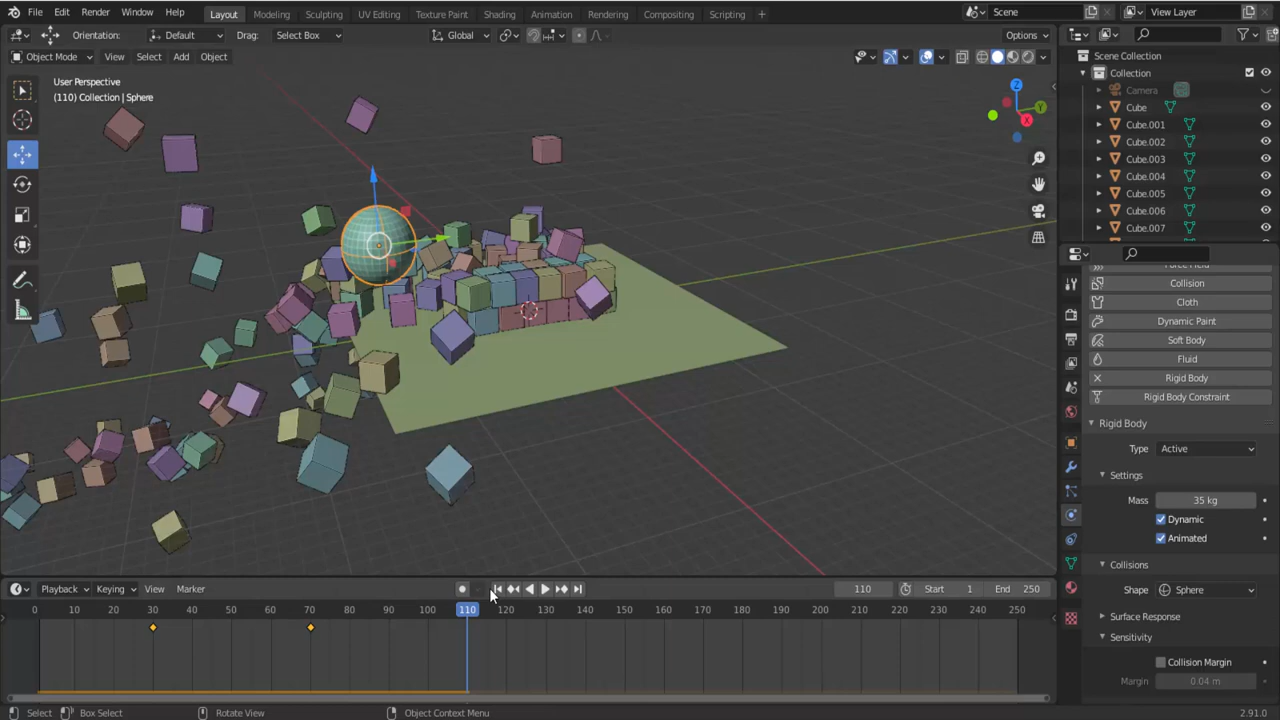 File Edit Render Window Help Layout Modeling Sculpting UV Editing Texture Paint Shading Animation Rendering Compositing Scripting + Scene View Layer
Orientation: Default Drag: Select Box Global Options
Object Mode View Select Add Object
User Perspective
(110) Collection | Sphere
Z
Y
X
Scene Collection
Collection
Camera
Cube
Cube.001
Cube.002
Cube.003
Cube.004
Cube.005
Cube.006
Cube.007
Collision
Cloth
Dynamic Paint
Soft Body
Fluid
Rigid Body
Rigid Body Constraint
Rigid Body
Type Active
Settings
Mass 35 kg
Dynamic
Animated
Collisions
Shape Sphere
Surface Response
Sensitivity
Collision Margin
Margin 0.04 m
Playback Keying View Marker 110 Start 1 End 250
0 10 20 30 40 50 60 70 80 90 100 110 120 130 140 150 160 170 180 190 200 210 220 230 240 250
Select Box Select Rotate View Object Context Menu 2.91.0